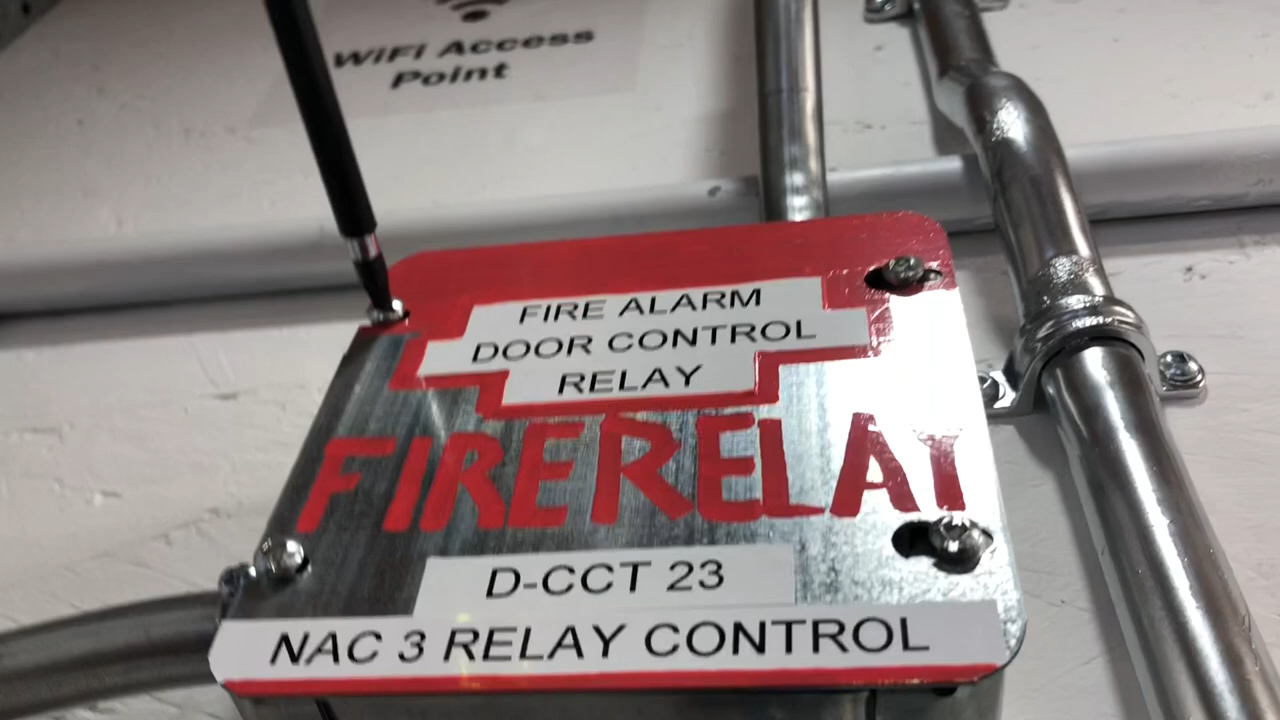 WiFi Access
Point
FIRE ALARM
DOOR CONTROL
RELAY
FIRERELAY
D-CCT 23
NAC 3 RELAY CONTROL